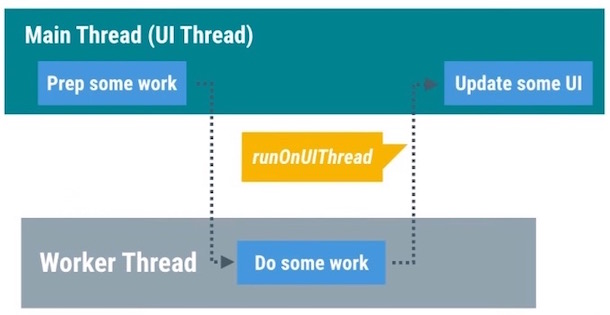 Main Thread (UI Thread)
Prep some work
Update some UI
runOnUIThread
Worker Thread
Do some work